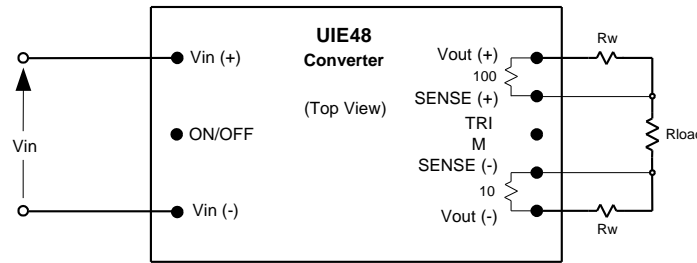 UIE48
Converter
(Top View)
Vin
Vin (+)
ON/OFF
Vin (-)
Vout (+)
100
SENSE (+)
TRI
M
SENSE (-)
10
Vout (-)
Rw
Rload
Rw